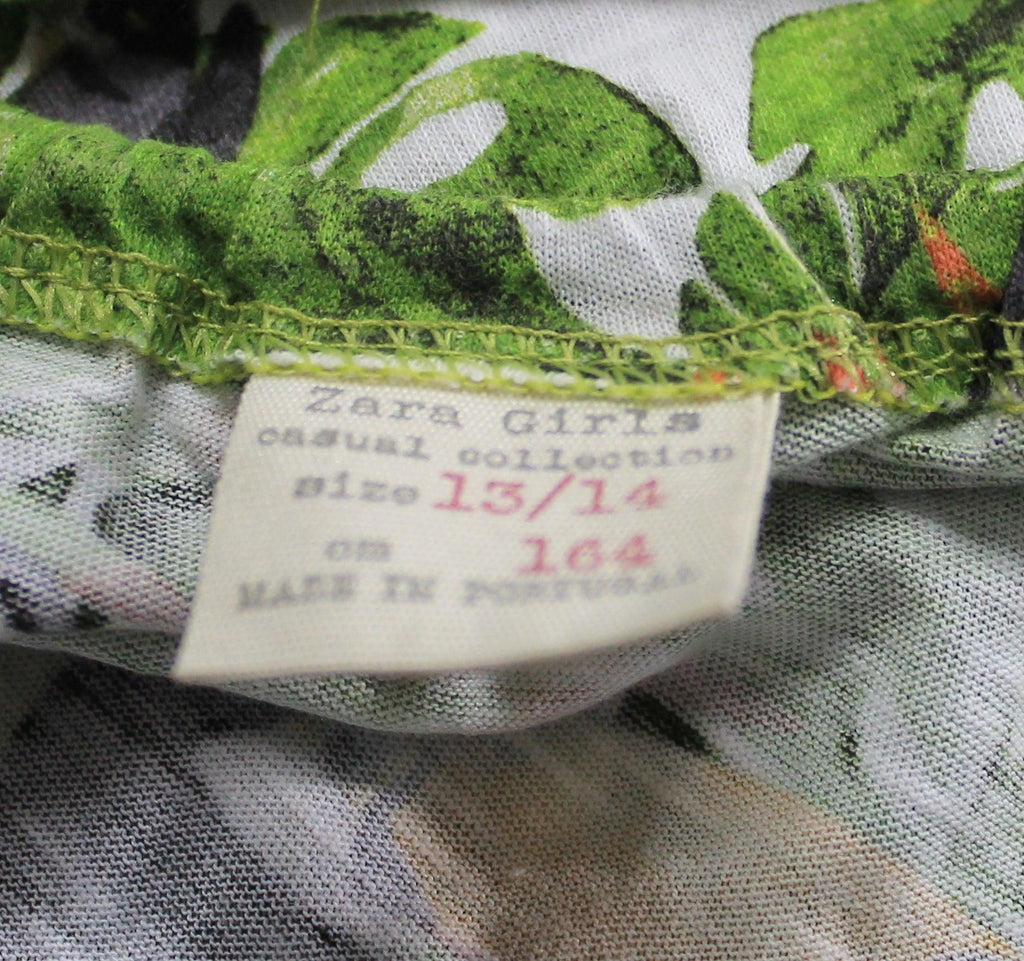 Zara Girls
casual collection
size 13/14
cm 164
MADE IN PORTUGAL